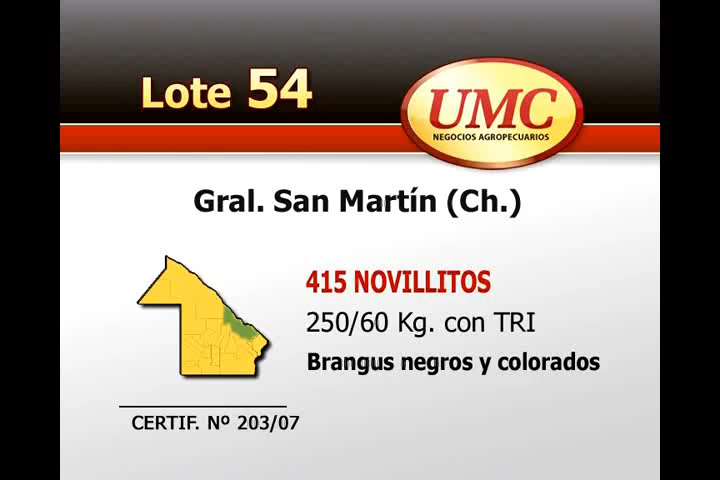 Lote 54
UMC
NEGOCIOS AGROPECUARIOS
Gral. San Martín (Ch.)
415 NOVILLITOS
250/60 Kg. con TRI
Brangus negros y colorados
CERTIF. Nº 203/07